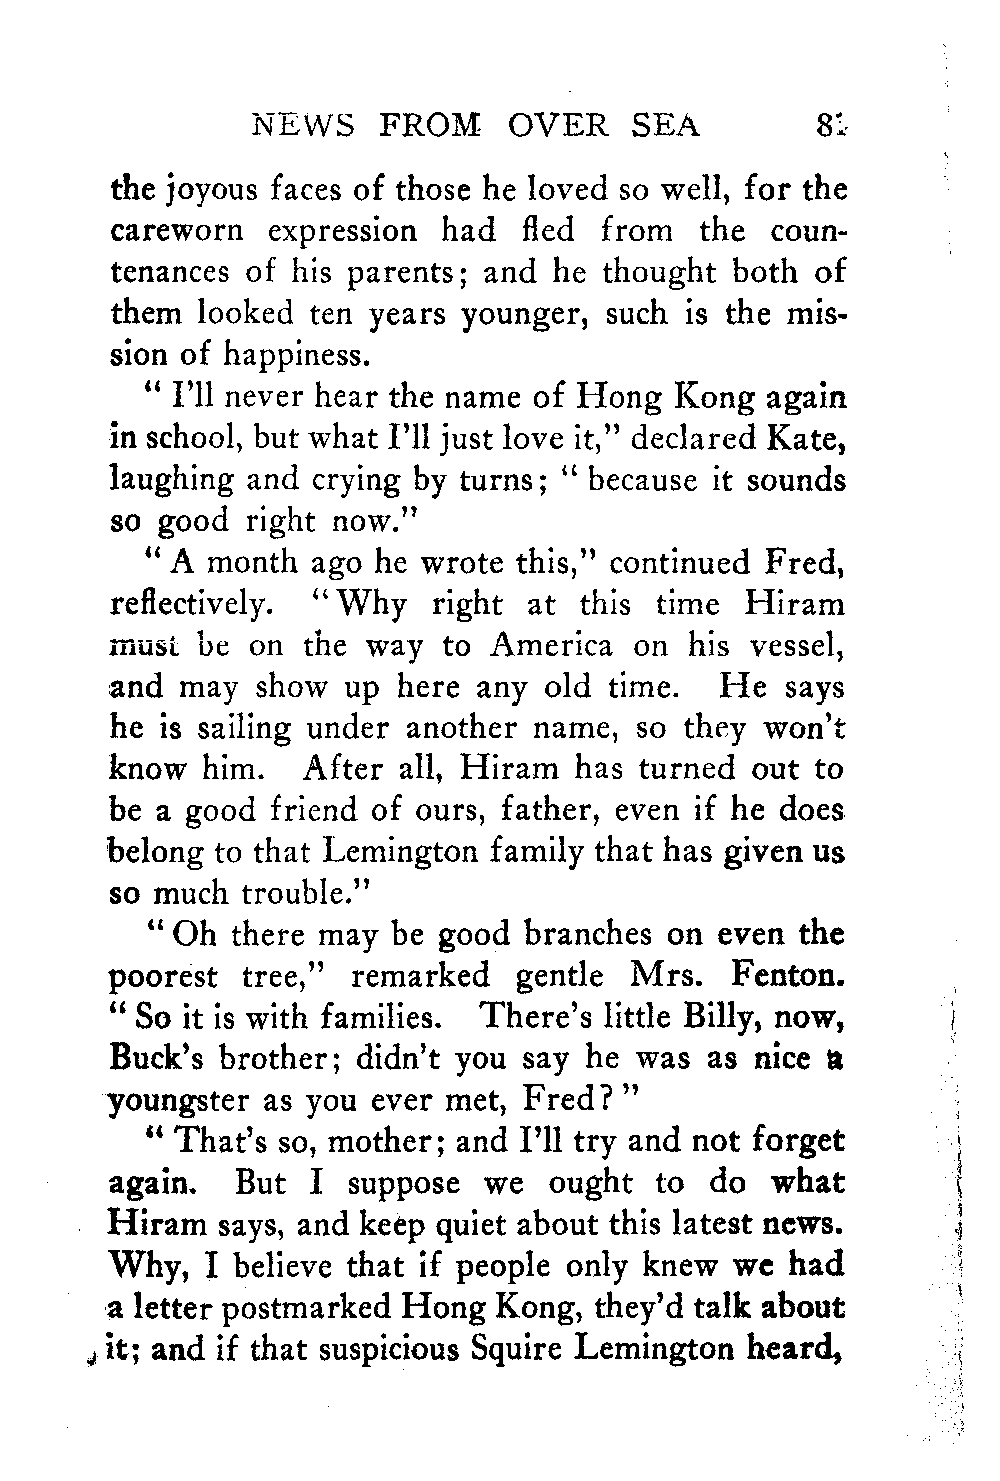 NEWS FROM OVER SEA
the joyous faces of those he loved so well, for the
careworn expression had fled from the coun-
tenances of his parents; and he thought both of
them looked ten years younger, such is the mis-
sion of happiness.
“ I’ll never hear the name of Hong Kong again
in school, but what I’ll just love it,” declared Kate,
laughing and crying by turns; “ because it sounds
so good right now.”
“ A month ago he wrote this,” continued Fred,
reflectively. “ Why right at this time Hiram
must be on the way to America on his vessel,
and may show up here any old time. He says
he is sailing under another name, so they won’t
know him. After all, Hiram has turned out to
be a good friend of ours, father, even if he does
belong to that Lemington family that has given us
so much trouble.”
“ Oh there may be good branches on even the
poorest tree,” remarked gentle Mrs. Fenton.
“ So it is with families. There’s little Billy, now,
Buck’s brother; didn’t you say he was as nice a
youngster as you ever met, Fred? ”
“ That’s so, mother; and I’ll try and not forget
again. But I suppose we ought to do what
Hiram says, and keep quiet about this latest news.
Why, I believe that if people only knew we had
a letter postmarked Hong Kong, they’d talk about
it; and if that suspicious Squire Lemington heard,